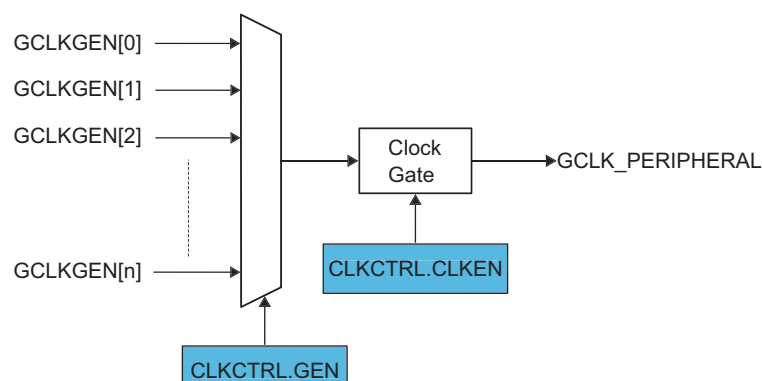 GCLKGEN[0]
GCLKGEN[1]
GCLKGEN[2]
GCLKGEN[n]
Clock
Gate
GCLK_PERIPHERAL
CLKCTRL.CLKEN
CLKCTRL.GEN